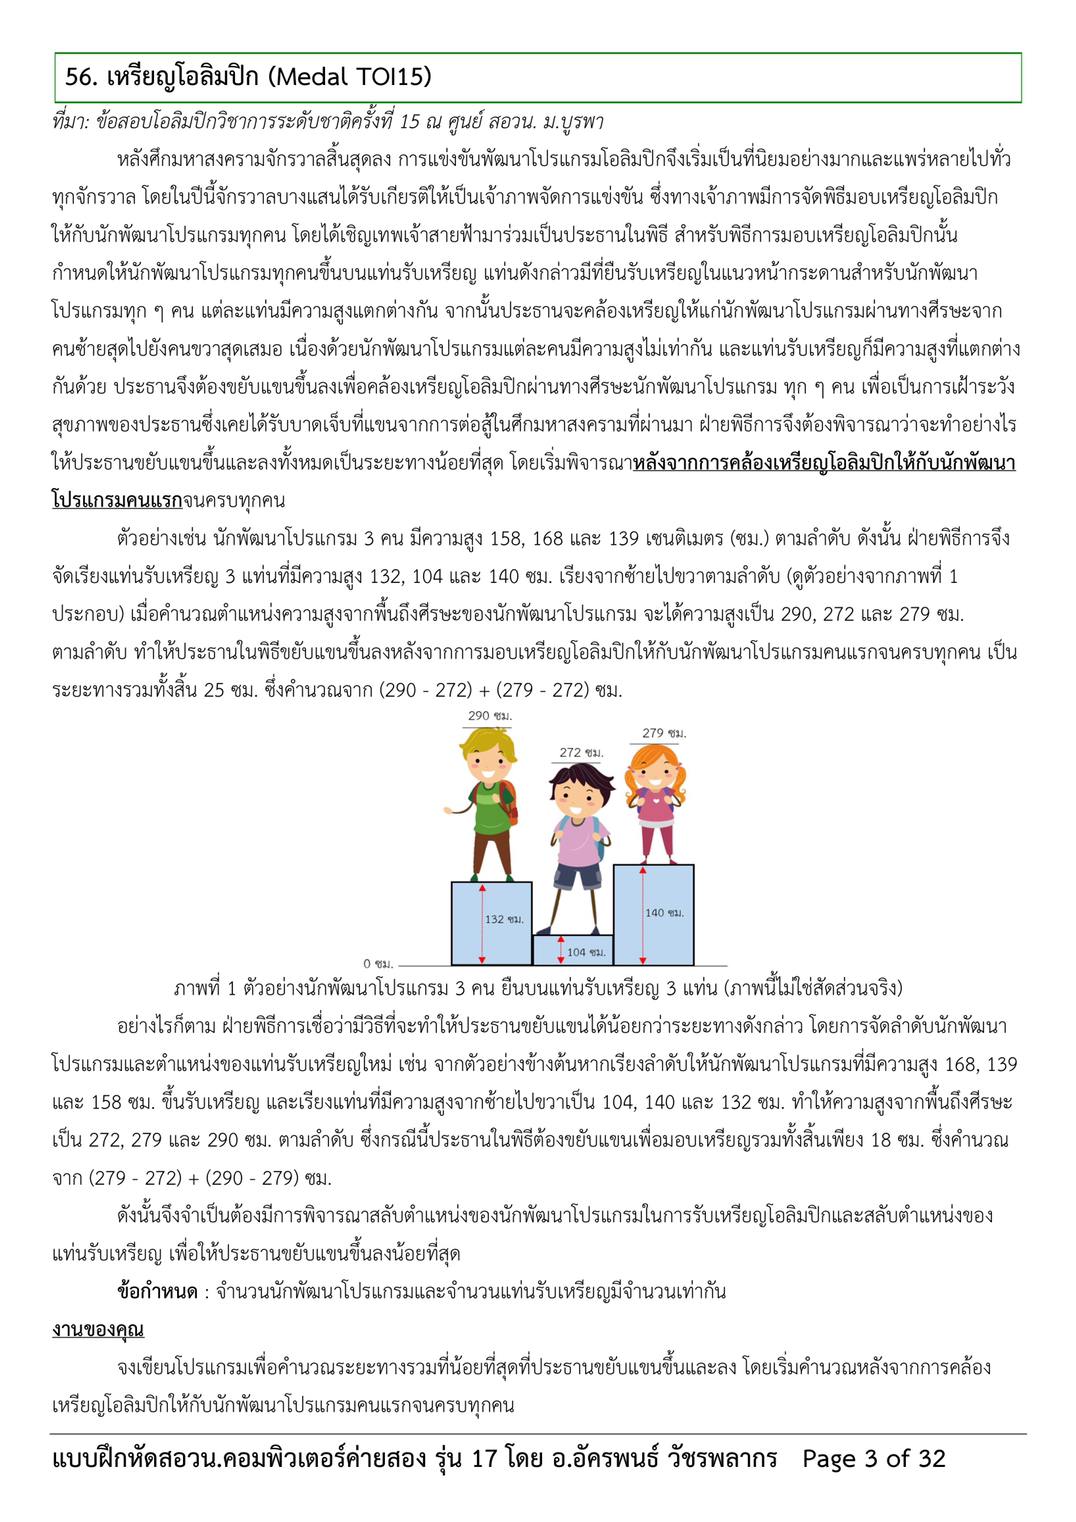 56. เหรียญโอลิมปิก (Medal TOI15)
ที่มา: ข้อสอบโอลิมปิกวิชาการระดับชาติครั้งที่ 15 ณ ศูนย์ สอวน. ม.บูรพา
หลังศึกมหาสงครามจักรวาลสิ้นสุดลง การแข่งขันพัฒนาโปรแกรมโอลิมปิกจึงเริ่มเป็นที่นิยมอย่างมากและแพร่หลายไปทั่ว
ทุกจักรวาล โดยในปีนี้จักรวาลบางแสนได้รับเกียรติให้เป็นเจ้าภาพจัดการแข่งขัน ซึ่งทางเจ้าภาพมีการจัดพิธีมอบเหรียญโอลิมปิก
ให้กับนักพัฒนาโปรแกรมทุกคน โดยได้เชิญเทพเจ้าสายฟ้ามาร่วมเป็นประธานในพิธี สำหรับพิธีการมอบเหรียญโอลิมปิกนั้น
กำหนดให้นักพัฒนาโปรแกรมทุกคนขึ้นบนแท่นรับเหรียญ แท่นดังกล่าวมีที่ยืนรับเหรียญในแนวหน้ากระดานสำหรับนักพัฒนา
โปรแกรมทุก ๆ คน แต่ละแท่นมีความสูงแตกต่างกัน จากนั้นประธานจะคล้องเหรียญให้แก่นักพัฒนาโปรแกรมผ่านทางศีรษะจาก
คนซ้ายสุดไปยังคนขวาสุดเสมอ เนื่องด้วยนักพัฒนาโปรแกรมแต่ละคนมีความสูงไม่เท่ากัน และแท่นรับเหรียญก็มีความสูงที่แตกต่าง
กันด้วย ประธานจึงต้องขยับแขนขึ้นลงเพื่อคล้องเหรียญโอลิมปิกผ่านทางศีรษะนักพัฒนาโปรแกรม ทุก ๆ คน เพื่อเป็นการเฝ้าระวัง
สุขภาพของประธานซึ่งเคยได้รับบาดเจ็บที่แขนจากการต่อสู้ในศึกมหาสงครามที่ผ่านมา ฝ่ายพิธีการจึงต้องพิจารณาว่าจะทำอย่างไร
ให้ประธานขยับแขนขึ้นและลงทั้งหมดเป็นระยะทางน้อยที่สุด โดยเริ่มพิจารณาหลังจากการคล้องเหรียญโอลิมปิกให้กับนักพัฒนา
โปรแกรมคนแรกจนครบทุกคน
ตัวอย่างเช่น นักพัฒนาโปรแกรม 3 คน มีความสูง 158, 168 และ 139 เซนติเมตร (ซม.) ตามลำดับ ดังนั้น ฝ่ายพิธีการจึง
จัดเรียงแท่นรับเหรียญ 3 แท่นที่มีความสูง 132, 104 และ 140 ซม. เรียงจากซ้ายไปขวาตามลำดับ (ดูตัวอย่างจากภาพที่ 1
ประกอบ) เมื่อคำนวณตำแหน่งความสูงจากพื้นถึงศีรษะของนักพัฒนาโปรแกรม จะได้ความสูงเป็น 290, 272 และ 279 ซม.
ตามลำดับ ทำให้ประธานในพิธีขยับแขนขึ้นลงหลังจากการมอบเหรียญโอลิมปิกให้กับนักพัฒนาโปรแกรมคนแรกจนครบทุกคน เป็น
ระยะทางรวมทั้งสิ้น 25 ซม. ซึ่งคำนวณจาก (290 - 272) + (279 - 272) ซม.
290 ซม.
279 ซม.
272 ซม.
132 ซม.
140 ซม.
104 ซม.
0 ซม.
ภาพที่ 1 ตัวอย่างนักพัฒนาโปรแกรม 3 คน ยืนบนแท่นรับเหรียญ 3 แท่น (ภาพนี้ไม่ใช่สัดส่วนจริง)
อย่างไรก็ตาม ฝ่ายพิธีการเชื่อว่ามีวิธีที่จะทำให้ประธานขยับแขนได้น้อยกว่าระยะทางดังกล่าว โดยการจัดลำดับนักพัฒนา
โปรแกรมและตำแหน่งของแท่นรับเหรียญใหม่ เช่น จากตัวอย่างข้างต้นหากเรียงลำดับให้นักพัฒนาโปรแกรมที่มีความสูง 168, 139
และ 158 ซม. ขึ้นรับเหรียญ และเรียงแท่นที่มีความสูงจากซ้ายไปขวาเป็น 104, 140 และ 132 ซม. ทำให้ความสูงจากพื้นถึงศีรษะ
เป็น 272, 279 และ 290 ซม. ตามลำดับ ซึ่งกรณีนี้ประธานในพิธีต้องขยับแขนเพื่อมอบเหรียญรวมทั้งสิ้นเพียง 18 ซม. ซึ่งคำนวณ
จาก (279 - 272) + (290 - 279) ซม.
ดังนั้นจึงจำเป็นต้องมีการพิจารณาสลับตำแหน่งของนักพัฒนาโปรแกรมในการรับเหรียญโอลิมปิกและสลับตำแหน่งของ
แท่นรับเหรียญ เพื่อให้ประธานขยับแขนขึ้นลงน้อยที่สุด
ข้อกำหนด : จำนวนนักพัฒนาโปรแกรมและจำนวนแท่นรับเหรียญมีจำนวนเท่ากัน
งานของคุณ
จงเขียนโปรแกรมเพื่อคำนวณระยะทางรวมที่น้อยที่สุดที่ประธานขยับแขนขึ้นและลง โดยเริ่มคำนวณหลังจากการคล้อง
เหรียญโอลิมปิกให้กับนักพัฒนาโปรแกรมคนแรกจนครบทุกคน
แบบฝึกหัดสอวน.คอมพิวเตอร์ค่ายสอง รุ่น 17 โดย อ.อัครพนธ์ วัชรพลากร Page 3 of 32